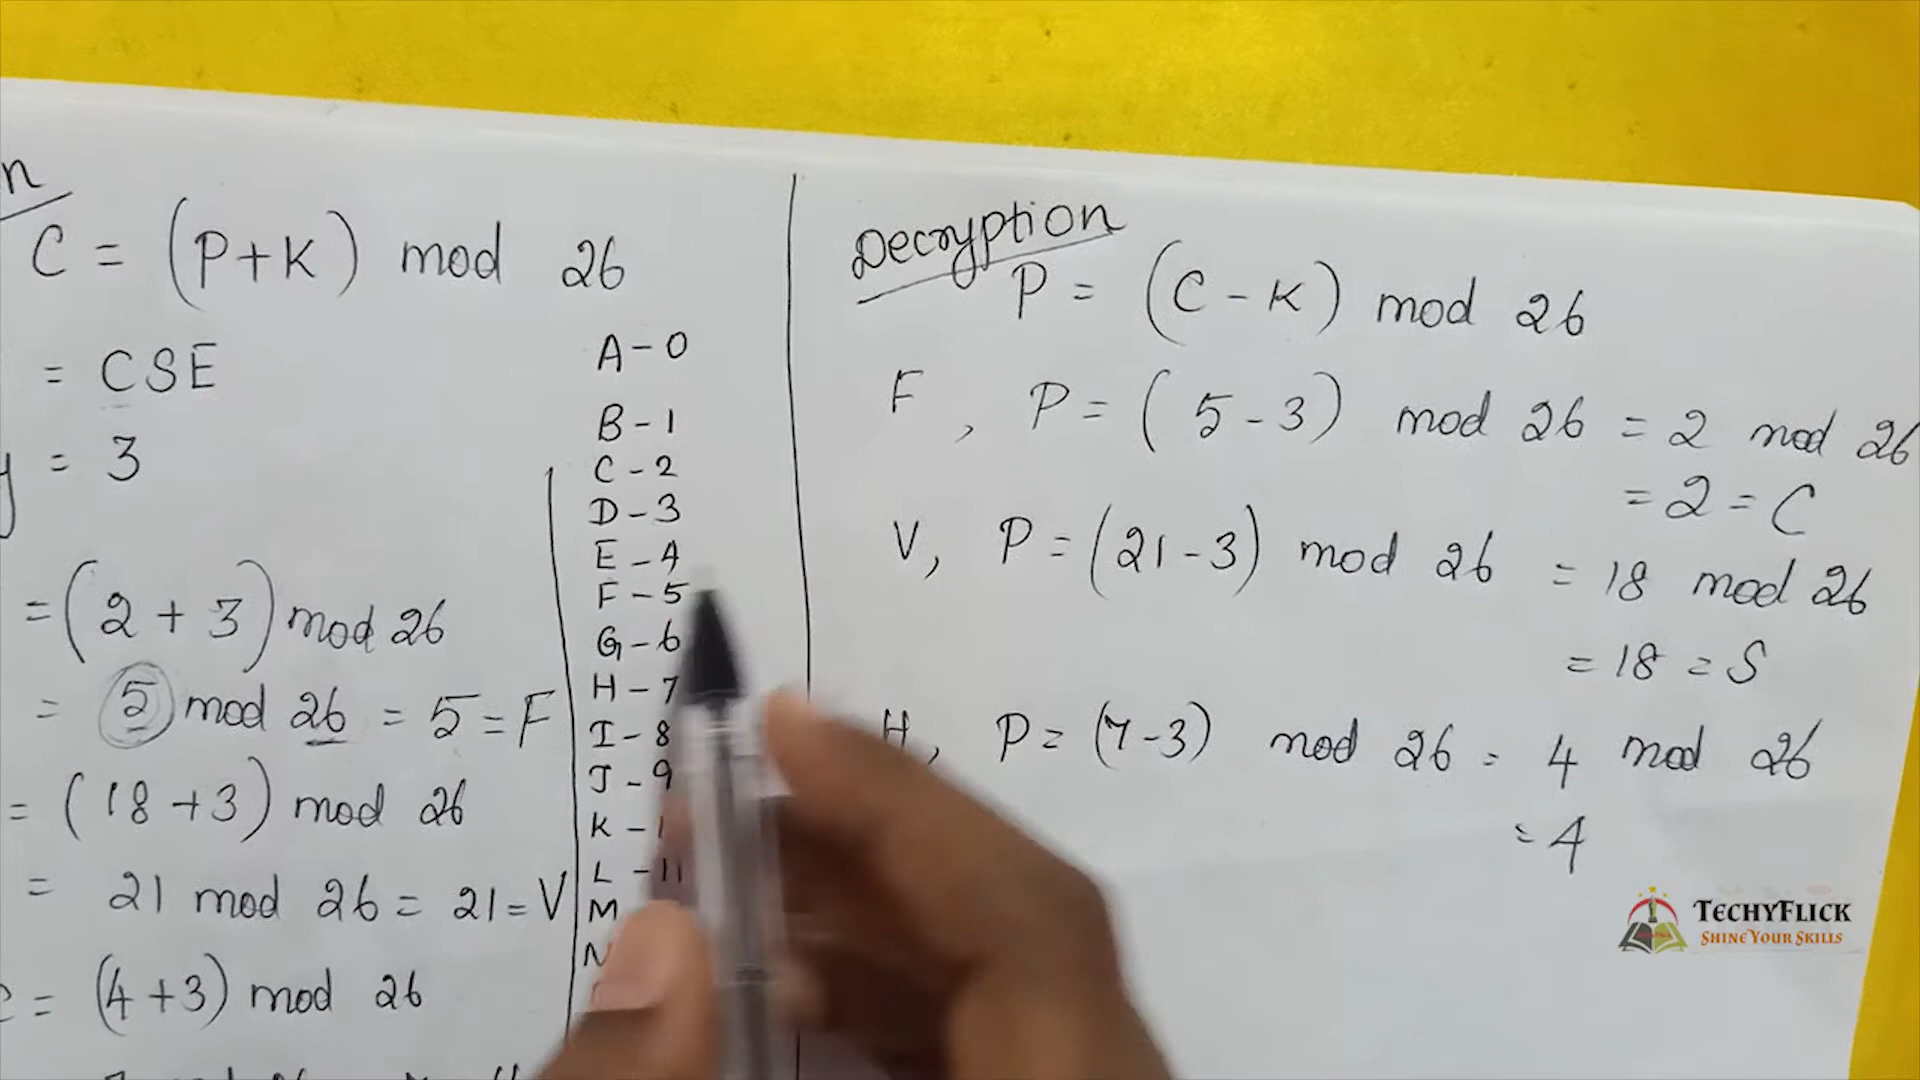 n
C = (P+K) mod 26
= CSE
y = 3
= (2 + 3) mod 26
= 5 mod 26 = 5 = F
= (18 +3) mod 26
= 21 mod 26 = 21 = V
= (4 +3) mod 26
A - 0
B - 1
C - 2
D - 3
E - 4
F - 5
G - 6
H - 7
I - 8
J - 9
K - 1
L - 11
M
N
Decryption
P = (C - K) mod 26
F , P = ( 5 - 3) mod 26 = 2 mod 26
= 2 = C
V, P = (21 - 3) mod 26 = 18 mod 26
= 18 = S
H, P = (7-3) mod 26 = 4 mod 26
= 4
TECHYFLICK
SHINE YOUR SKILLS